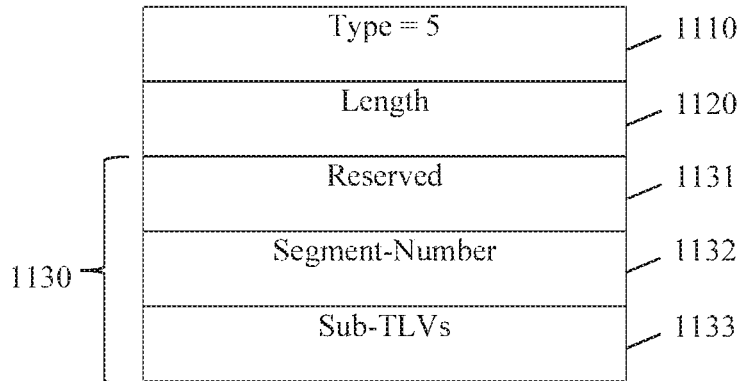 Type = 5
1110
Length
1120
Reserved
1131
Segment-Number
1132
1130
Sub-TLVs
1133